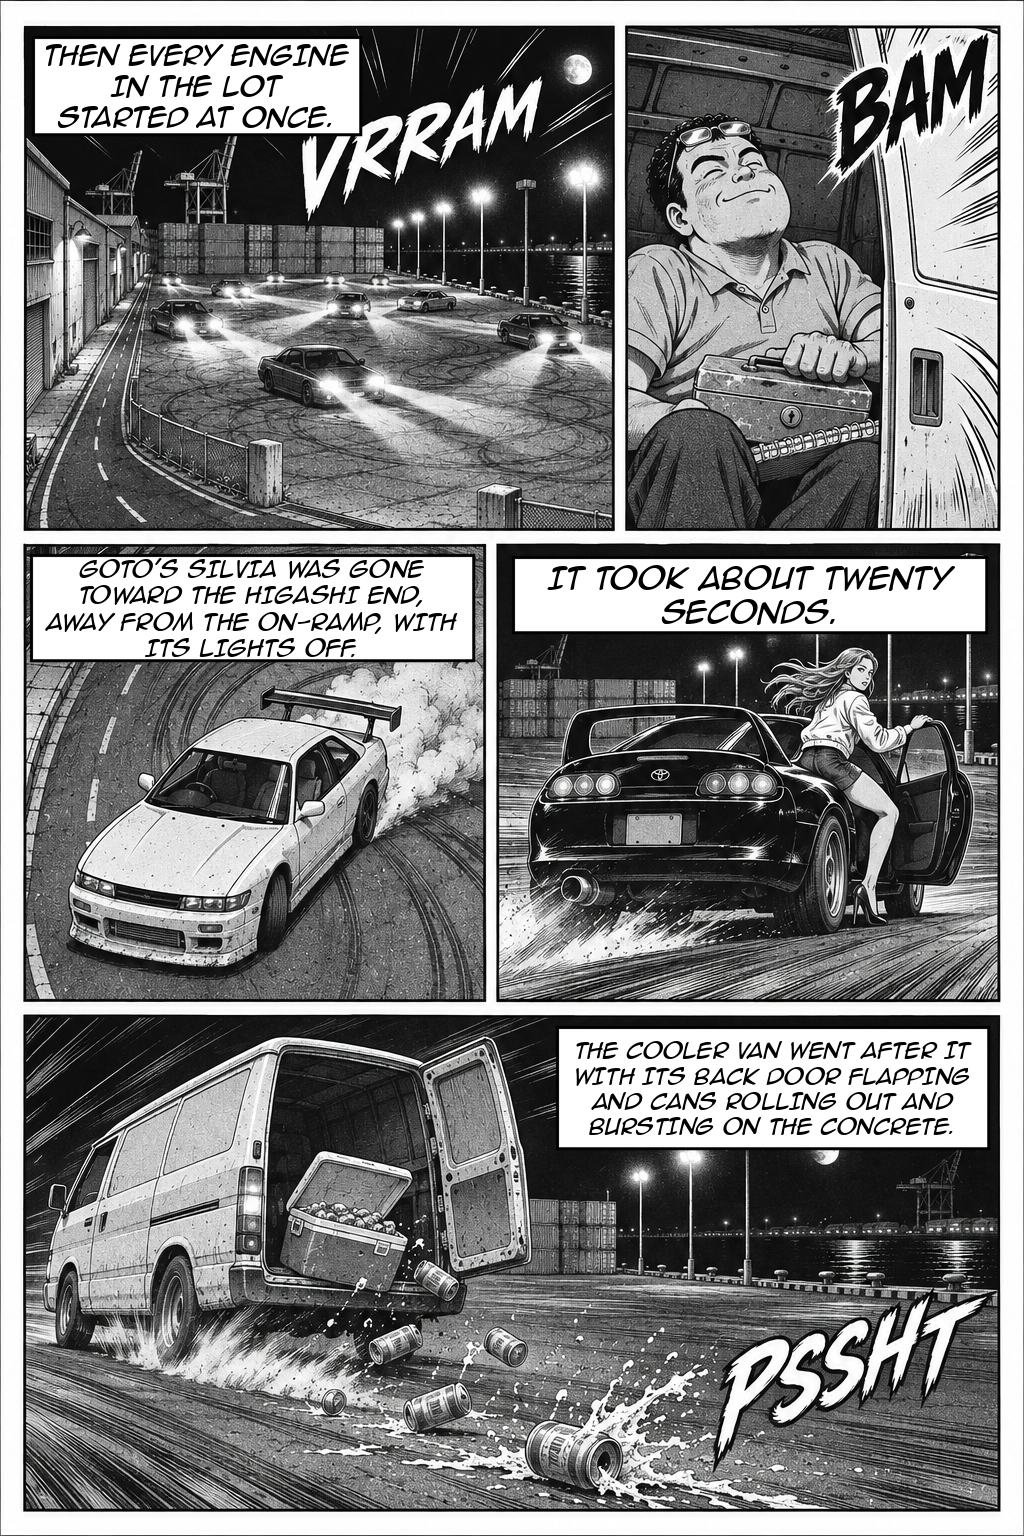 THEN EVERY ENGINE
IN THE LOT
STARTED AT ONCE.
VRRAM
BAM
GOTO'S SILVIA WAS GONE
TOWARD THE HIGASHI END,
AWAY FROM THE ON-RAMP, WITH
ITS LIGHTS OFF.
IT TOOK ABOUT TWENTY
SECONDS.
THE COOLER VAN WENT AFTER IT
WITH ITS BACK DOOR FLAPPING
AND CANS ROLLING OUT AND
BURSTING ON THE CONCRETE.
PSSHT